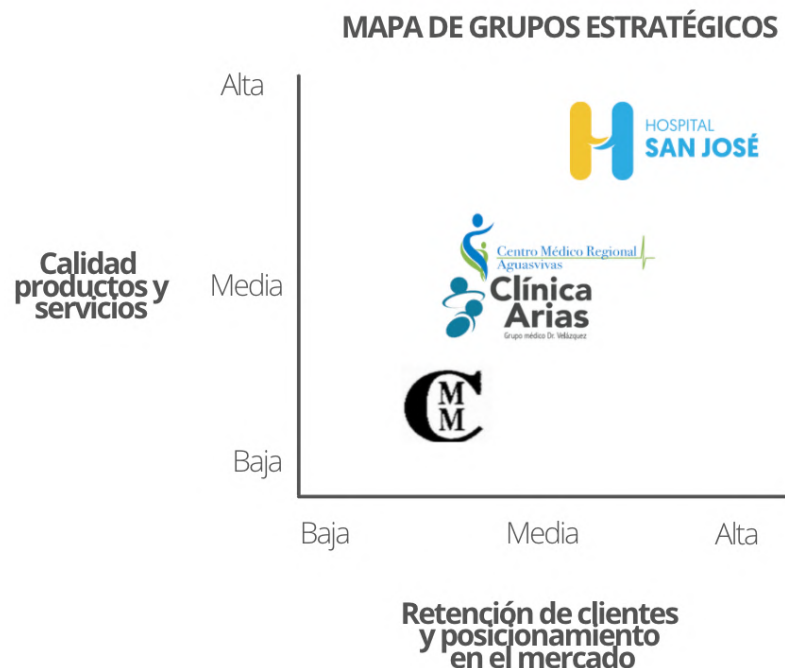 MAPA DE GRUPOS ESTRATÉGICOS
Alta
HOSPITAL
SAN JOSÉ
Centro Médico Regional
Aguasvivas
Calidad
productos y
servicios
Media
Clínica
Arias
Grupo médico Dr. Velázquez
C
M M
M
Baja
Baja
Media
Alta
Retención de clientes
y posicionamiento
en el mercado